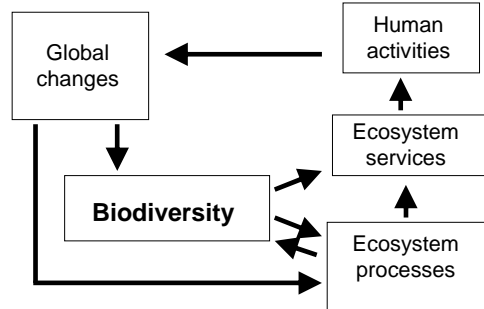 Global
changes
Human
activities
Ecosystem
services
Biodiversity
Ecosystem
processes